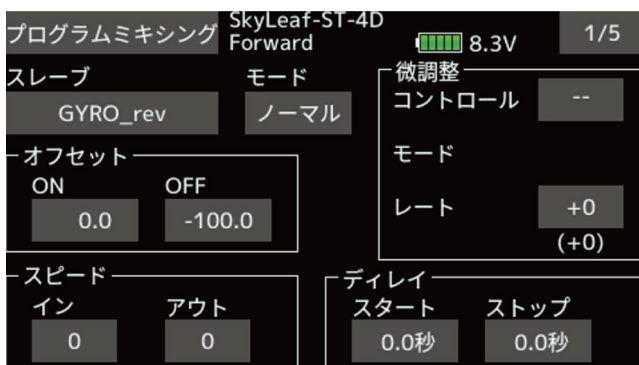 プログラムミキシング SkyLeaf-ST-4D Forward 8.3V 1/5
スレーブ モード
GYRO_rev ノーマル
微調整
コントロール --
モード
レート +0
(+0)
オフセット
ON OFF
0.0 -100.0
スピード
イン アウト
0 0
ディレイ
スタート ストップ
0.0秒 0.0秒